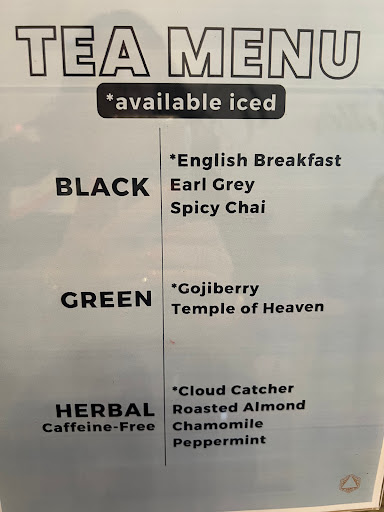 TEA MENU
*available iced
BLACK
*English Breakfast
Earl Grey
Spicy Chai
GREEN
*Gojiberry
Temple of Heaven
HERBAL
Caffeine-Free
*Cloud Catcher
Roasted Almond
Chamomile
Peppermint